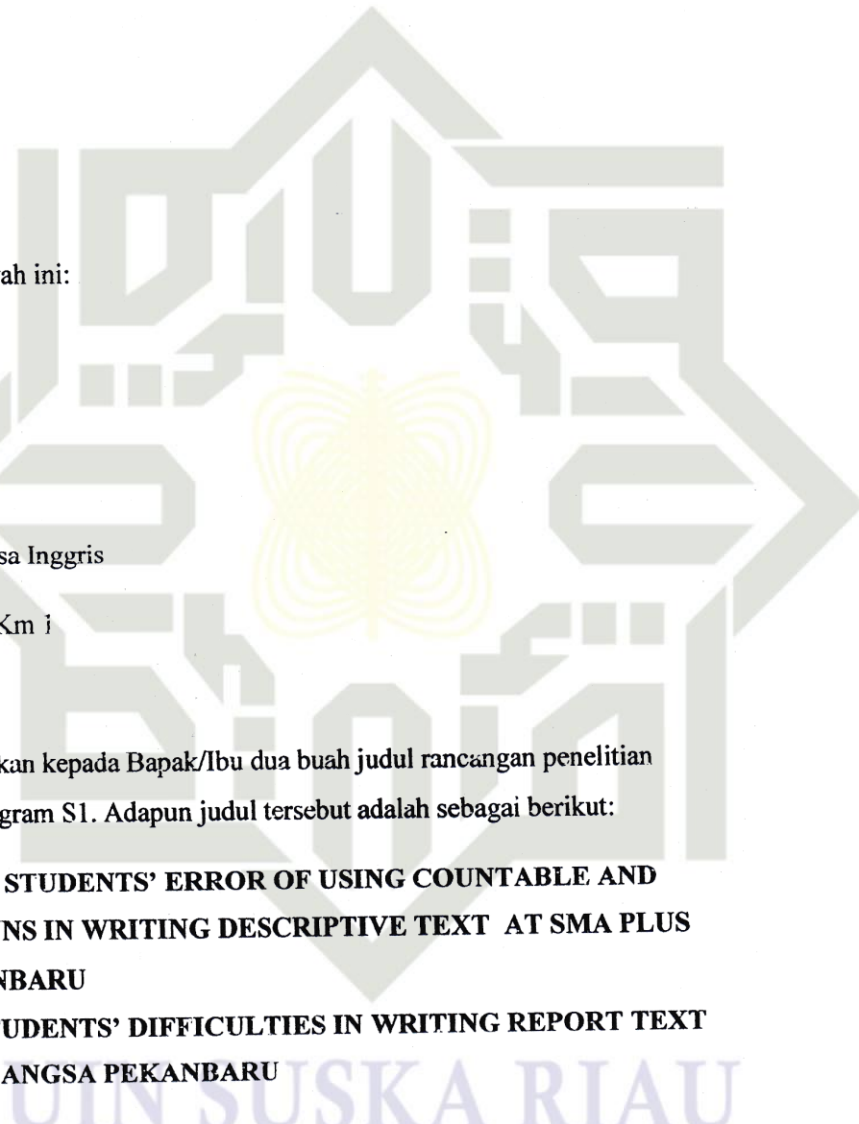 ah ini:
sa Inggris
Km 1
kan kepada Bapak/Ibu dua buah judul rancangan penelitian
gram S1. Adapun judul tersebut adalah sebagai berikut:
STUDENTS' ERROR OF USING COUNTABLE AND
NS IN WRITING DESCRIPTIVE TEXT AT SMA PLUS
NBARU
UDENTS' DIFFICULTIES IN WRITING REPORT TEXT
ANGSA PEKANBARU
UIN SUSKA RIAU